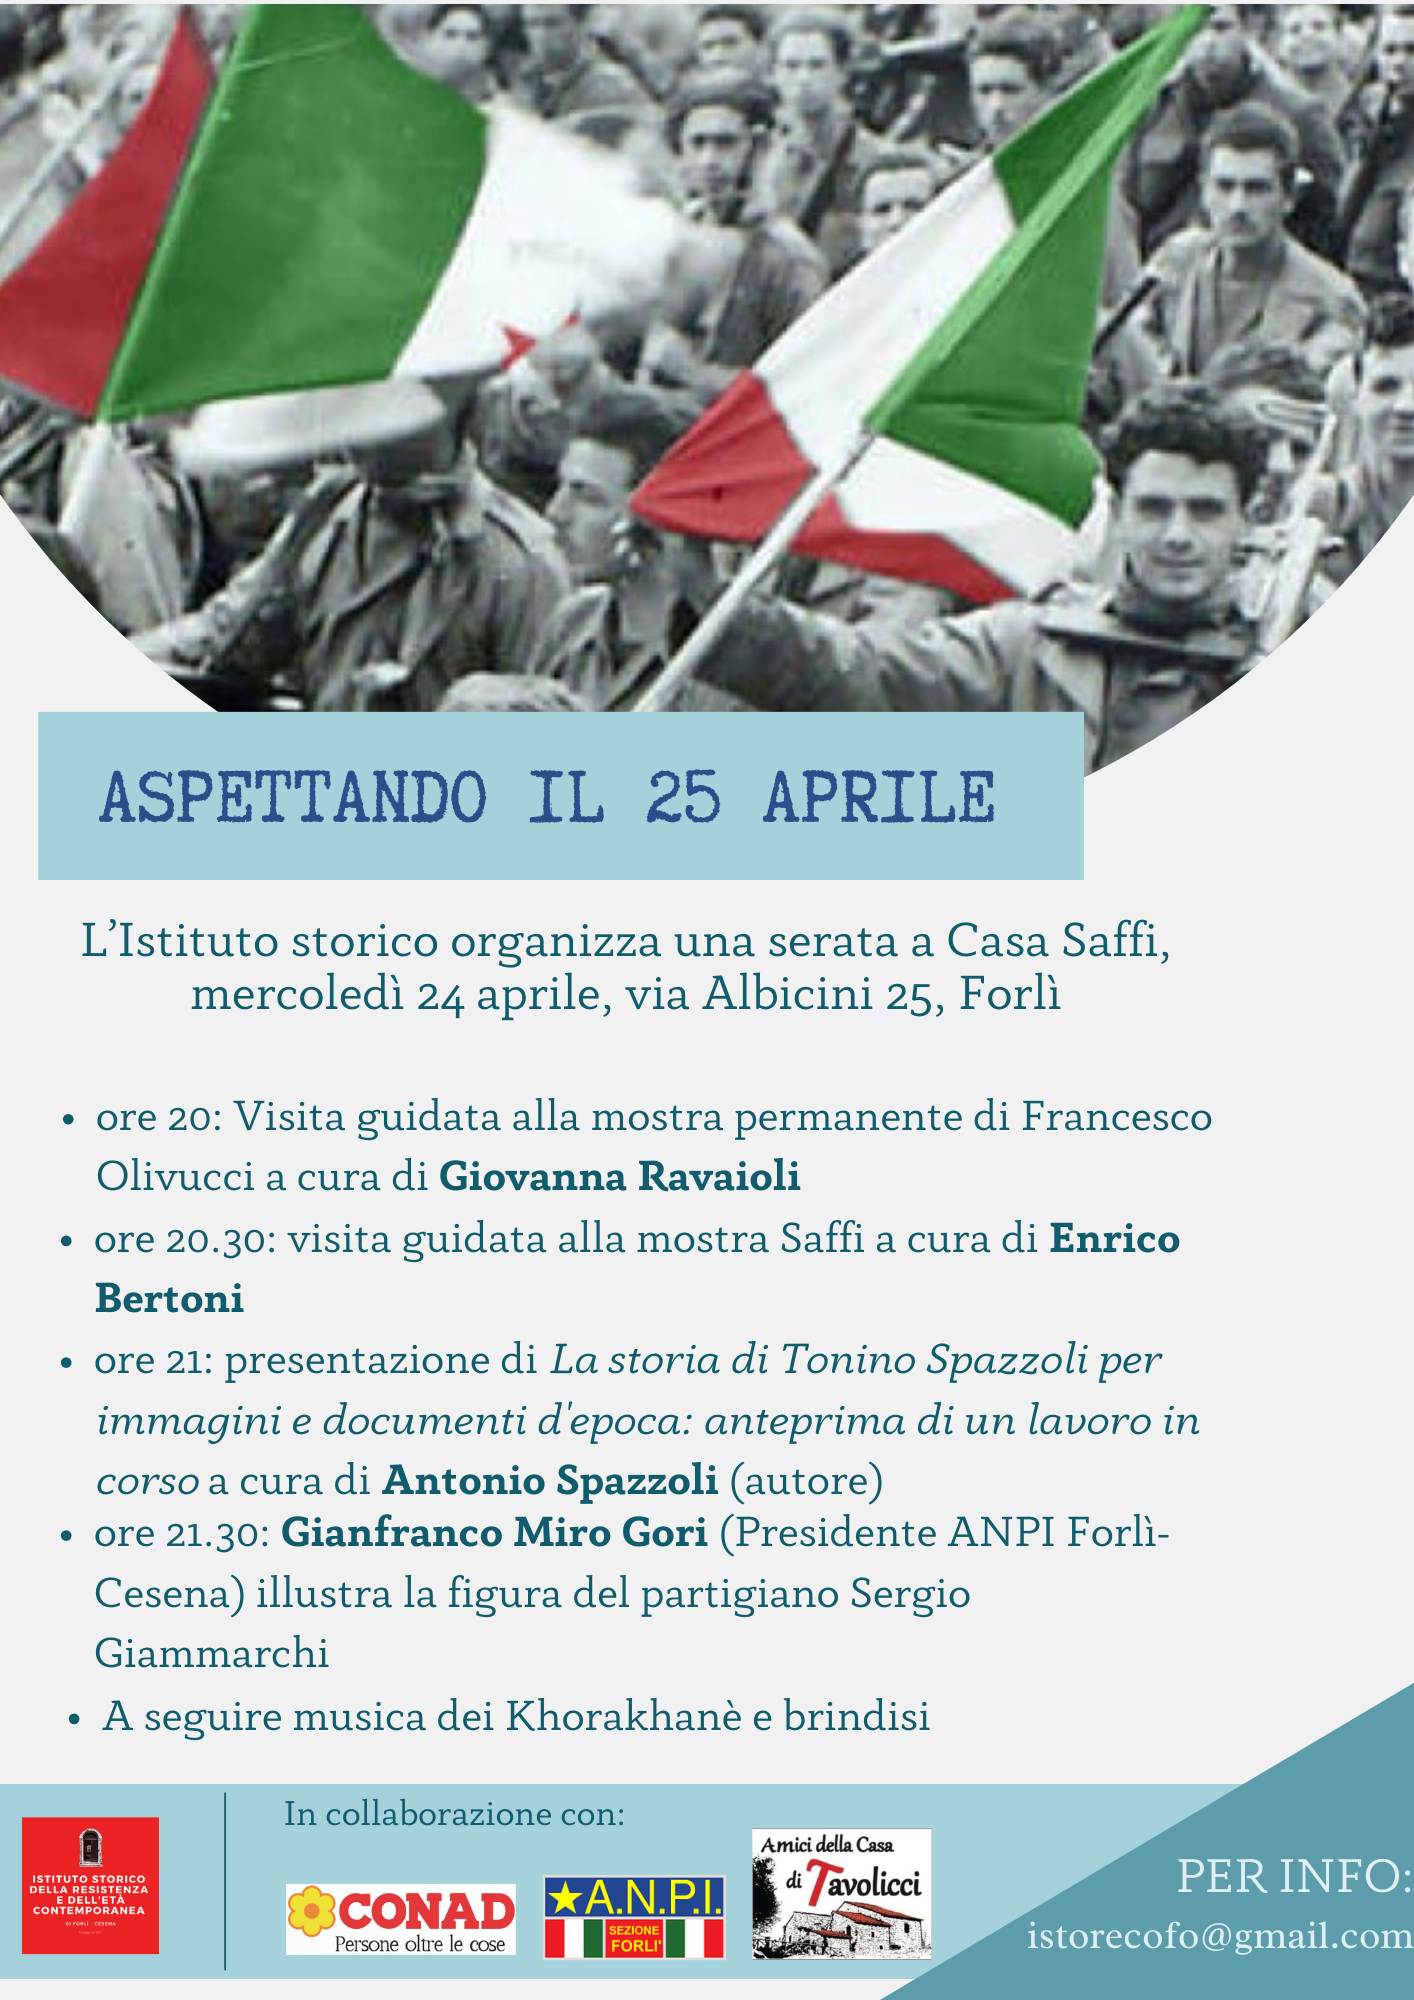 ASPETTANDO IL 25 APRILE
L’Istituto storico organizza una serata a Casa Saffi,
mercoledì 24 aprile, via Albicini 25, Forlì
• ore 20: Visita guidata alla mostra permanente di Francesco
Olivucci a cura di Giovanna Ravaioli
• ore 20.30: visita guidata alla mostra Saffi a cura di Enrico
Bertoni
• ore 21: presentazione di La storia di Tonino Spazzoli per
immagini e documenti d'epoca: anteprima di un lavoro in
corso a cura di Antonio Spazzoli (autore)
• ore 21.30: Gianfranco Miro Gori (Presidente ANPI Forlì-
Cesena) illustra la figura del partigiano Sergio
Giammarchi
• A seguire musica dei Khorakhanè e brindisi
ISTITUTO STORICO
DELLA RESISTENZA
E DELL'ETÀ
CONTEMPORANEA
DI FORLÌ - CESENA
In collaborazione con:
CONAD
Persone oltre le cose
A.N.P.I.
SEZIONE
FORLI'
Amici della Casa
di Tavolicci
PER INFO:
istorecofo@gmail.com